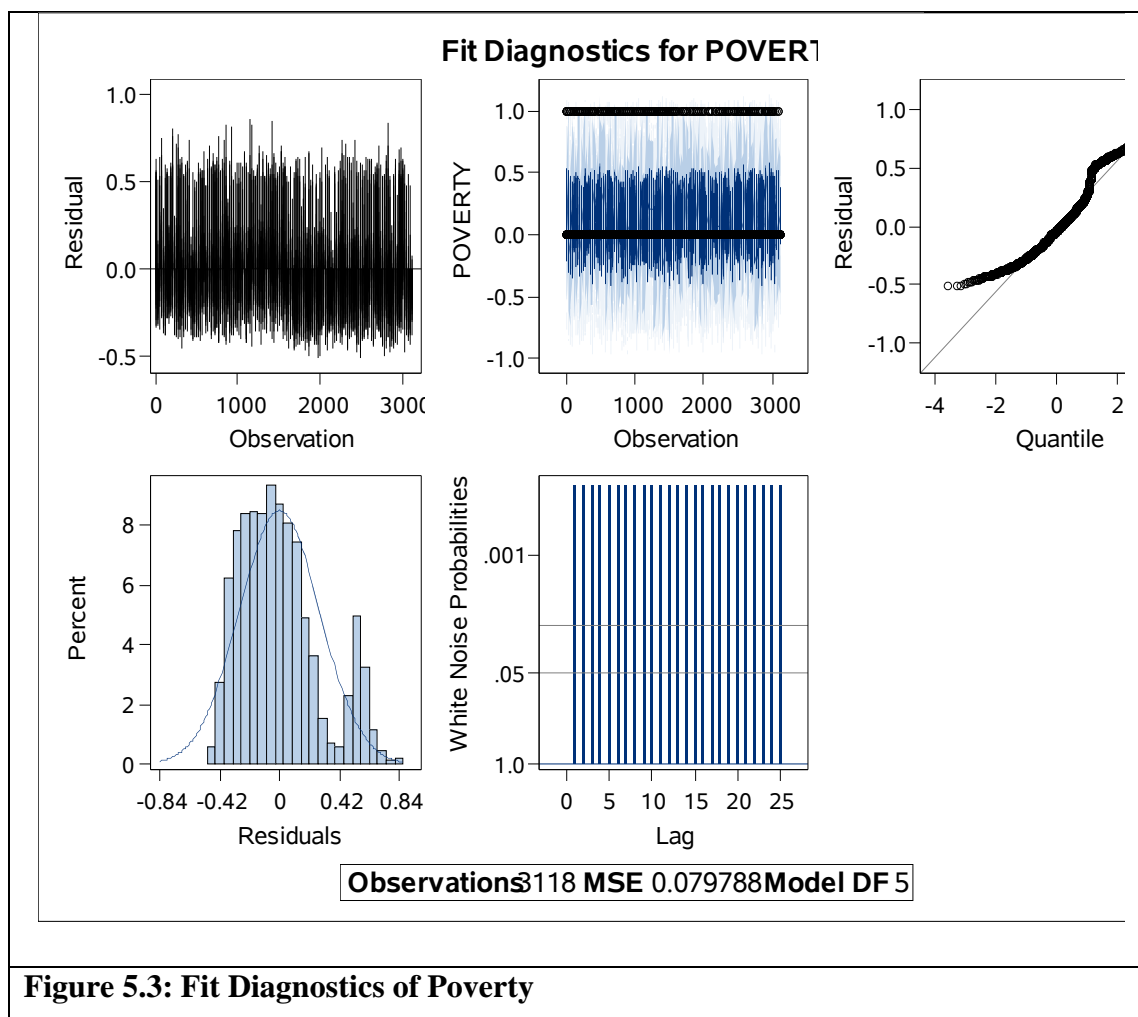 Fit Diagnostics for POVERT
1.0
0.5
0.0
-0.5
Residual
0 1000 2000 3000
Observation
1.0
0.5
0.0
-0.5
-1.0
POVERTY
0 1000 2000 3000
Observation
1.0
0.5
0.0
-0.5
-1.0
Residual
-4 -2 0 2
Quantile
8
6
4
2
0
Percent
-0.84 -0.42 0 0.42 0.84
Residuals
.001
.05
1.0
White Noise Probabilities
0 5 10 15 20 25
Lag
Observations 3118 MSE 0.079788 Model DF 5
Figure 5.3: Fit Diagnostics of Poverty